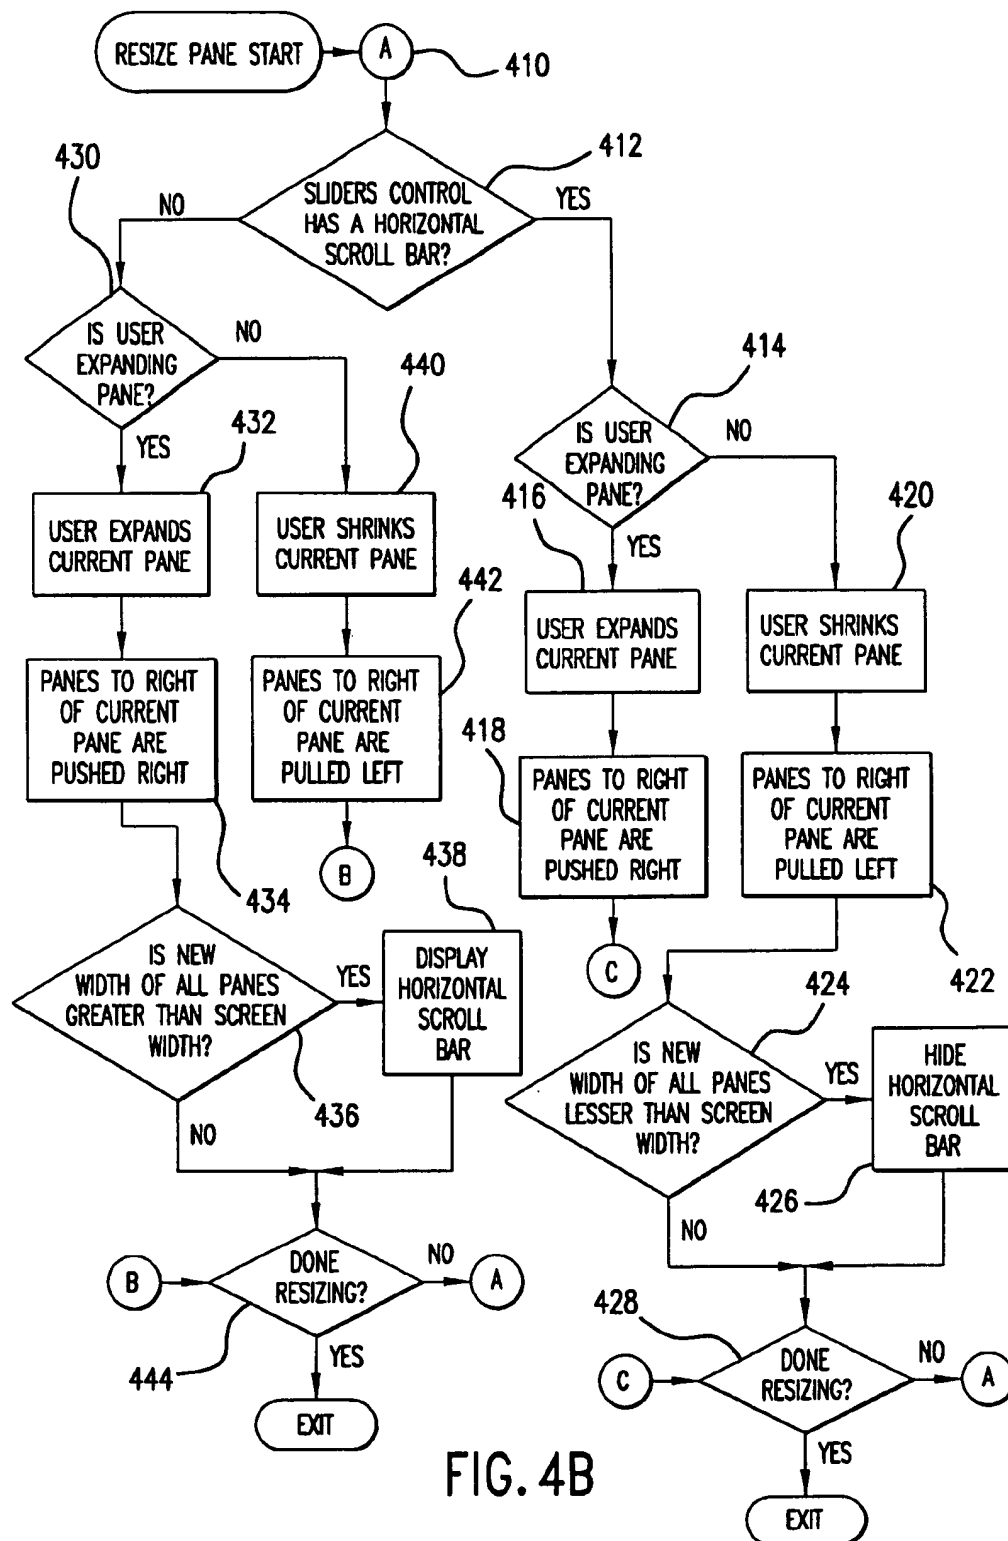 RESIZE PANE START
A
410
412
SLIDERS CONTROL
HAS A HORIZONTAL
SCROLL BAR?
NO
YES
430
IS USER
EXPANDING
PANE?
NO
YES
432
440
USER EXPANDS
CURRENT PANE
USER SHRINKS
CURRENT PANE
442
PANES TO RIGHT
OF CURRENT
PANE ARE
PUSHED RIGHT
434
PANES TO RIGHT
OF CURRENT
PANE ARE
PULLED LEFT
B
IS NEW
WIDTH OF ALL PANES
GREATER THAN SCREEN
WIDTH?
436
YES
NO
438
DISPLAY
HORIZONTAL
SCROLL
BAR
B
DONE
RESIZING?
444
NO
A
YES
EXIT
414
IS USER
EXPANDING
PANE?
NO
YES
416
420
USER EXPANDS
CURRENT PANE
USER SHRINKS
CURRENT PANE
418
PANES TO RIGHT
OF CURRENT
PANE ARE
PUSHED RIGHT
C
PANES TO RIGHT
OF CURRENT
PANE ARE
PULLED LEFT
422
424
IS NEW
WIDTH OF ALL PANES
LESSER THAN SCREEN
WIDTH?
YES
NO
HIDE
HORIZONTAL
SCROLL
BAR
426
428
C
DONE
RESIZING?
NO
A
YES
EXIT
FIG. 4B